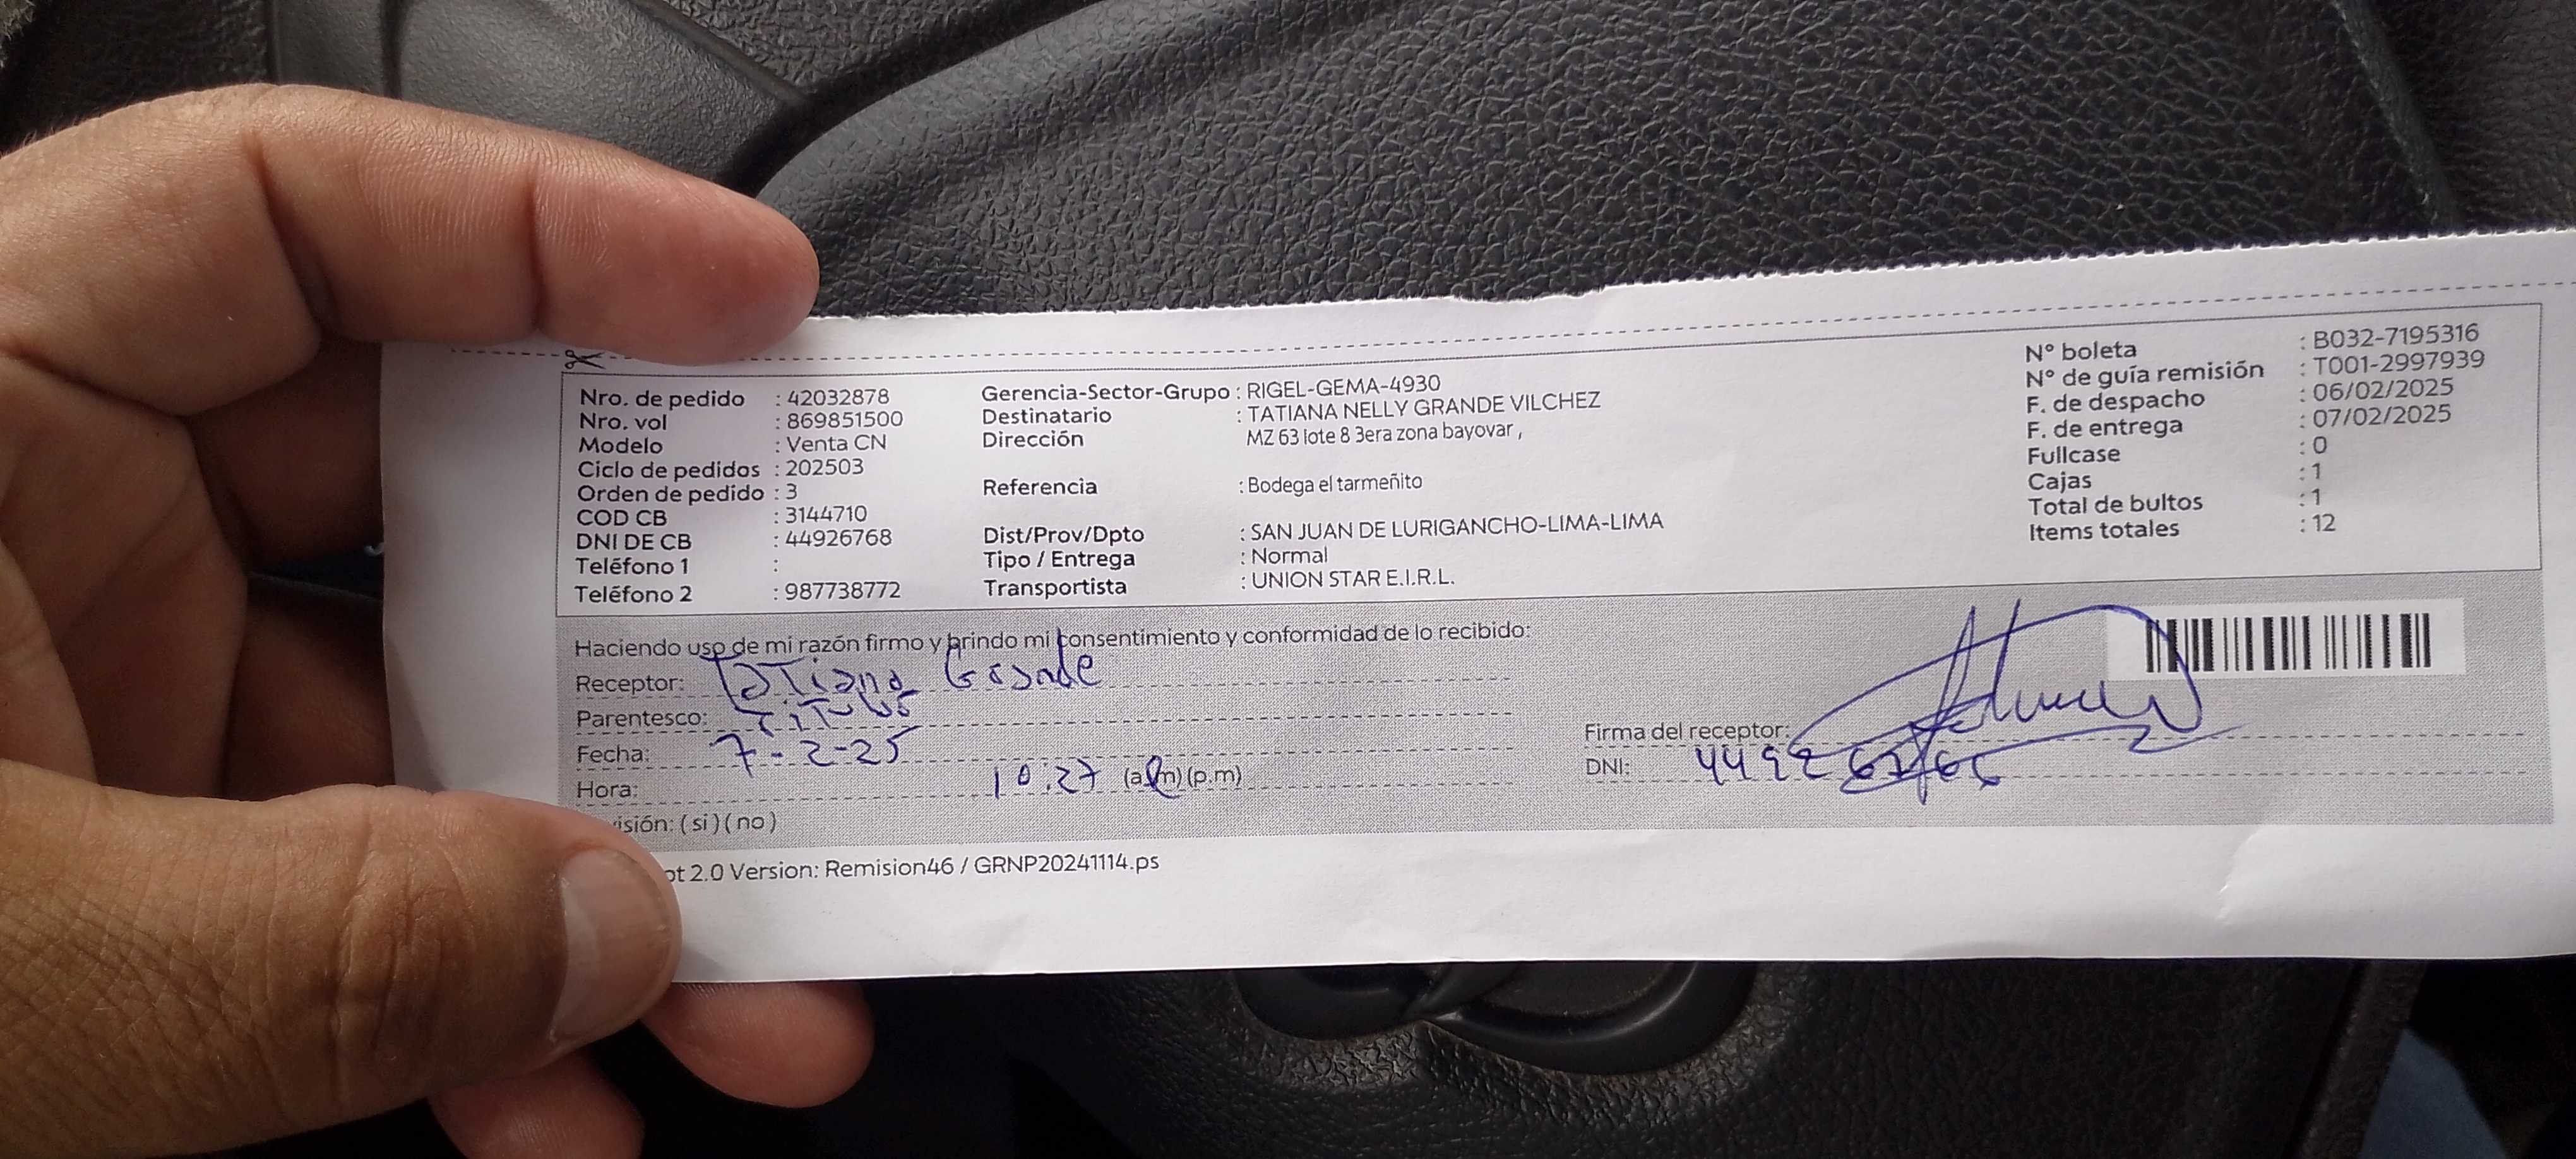 Nro. de pedido : 42032878
Nro. vol : 869851500
Modelo : Venta CN
Ciclo de pedidos : 202503
Orden de pedido : 3
COD CB : 3144710
DNI DE CB : 44926768
Teléfono 1 :
Teléfono 2 : 987738772
Gerencia-Sector-Grupo : RIGEL-GEMA-4930
Destinatario : TATIANA NELLY GRANDE VILCHEZ
Dirección MZ 63 lote 8 3era zona bayovar ,
Referencia : Bodega el tarmeñito
Dist/Prov/Dpto : SAN JUAN DE LURIGANCHO-LIMA-LIMA
Tipo / Entrega : Normal
Transportista : UNION STAR E.I.R.L.
N° boleta : B032-7195316
N° de guía remisión : T001-2997939
F. de despacho : 06/02/2025
F. de entrega : 07/02/2025
Fullcase : 0
Cajas : 1
Total de bultos : 1
Items totales : 12
Haciendo uso de mi razón firmo y brindo mi consentimiento y conformidad de lo recibido:
Receptor: Tatiana Grande
Parentesco: Titular
Fecha: 7-2-25
Hora: 10:27 (a.m) (p.m)
isión: ( si ) ( no )
Firma del receptor:
DNI:
pt 2.0 Version: Remision46 / GRNP20241114.ps